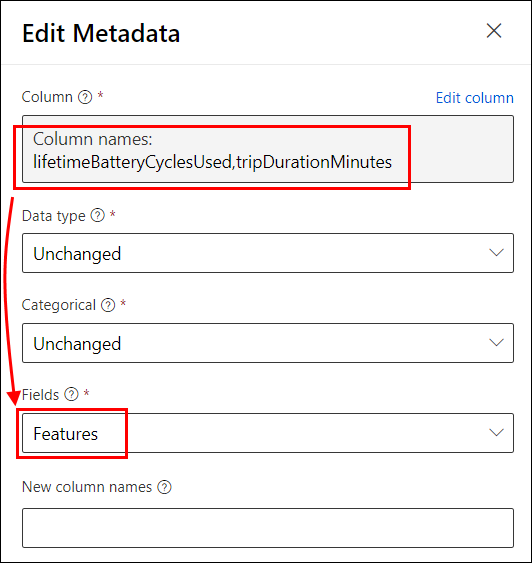 Edit Metadata
Column *
Edit column
Column names:
lifetimeBatteryCyclesUsed,tripDurationMinutes
Data type *
Unchanged
Categorical *
Unchanged
Fields *
Features
New column names